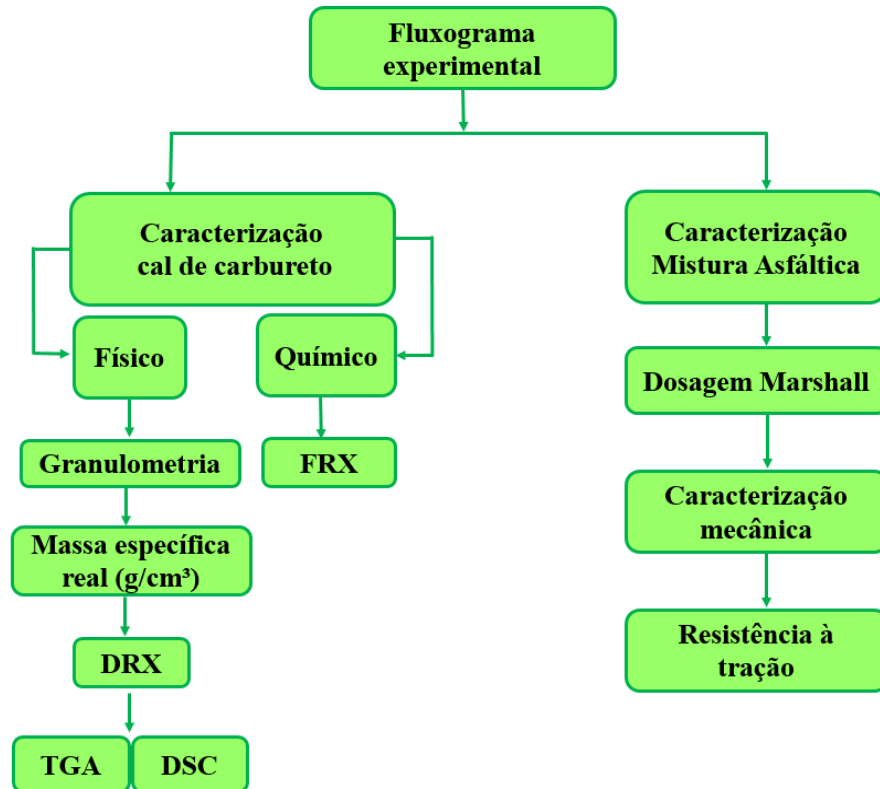 Fluxograma
experimental
Caracterização
cal de carbureto
Caracterização
Mistura Asfáltica
Físico
Químico
Dosagem Marshall
Granulometria
FRX
Caracterização
mecânica
Massa específica
real (g/cm³)
DRX
Resistência à
tração
TGA
DSC